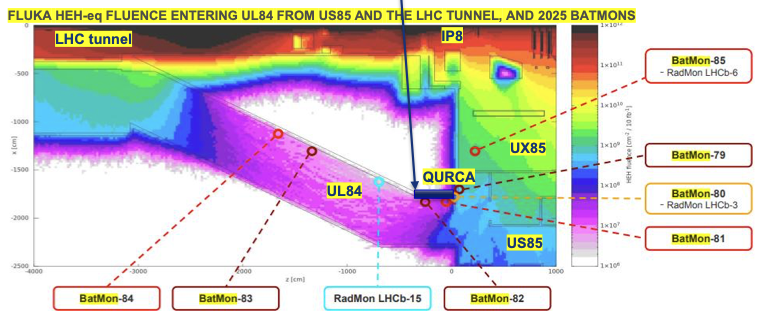 FLUKA HEH-eq FLUENCE ENTERING UL84 FROM US85 AND THE LHC TUNNEL, AND 2025 BATMONS
LHC tunnel
IP8
UX85
QURCA
UL84
US85
x [cm]
0
-500
-1000
-1500
-2000
-2500
-4000
-3000
-2000
-1000
0
1000
z [cm]
1×10¹¹
1×10¹⁰
1×10⁹
1×10⁸
1×10⁷
1×10⁶
HEH fluence [cm⁻² / 10 fb⁻¹]
BatMon-85
- RadMon LHCb-6
BatMon-79
BatMon-80
- RadMon LHCb-3
BatMon-81
BatMon-84
BatMon-83
RadMon LHCb-15
BatMon-82